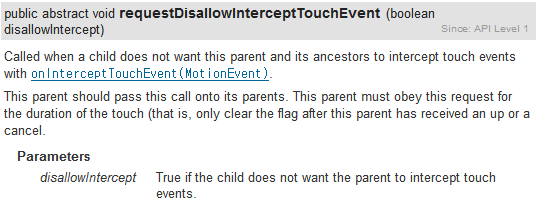 public abstract void requestDisallowInterceptTouchEvent (boolean
disallowIntercept) Since: API Level 1
Called when a child does not want this parent and its ancestors to intercept touch events
with onInterceptTouchEvent(MotionEvent).
This parent should pass this call onto its parents. This parent must obey this request for
the duration of the touch (that is, only clear the flag after this parent has received an up or a
cancel.
Parameters
disallowIntercept True if the child does not want the parent to intercept touch
events.